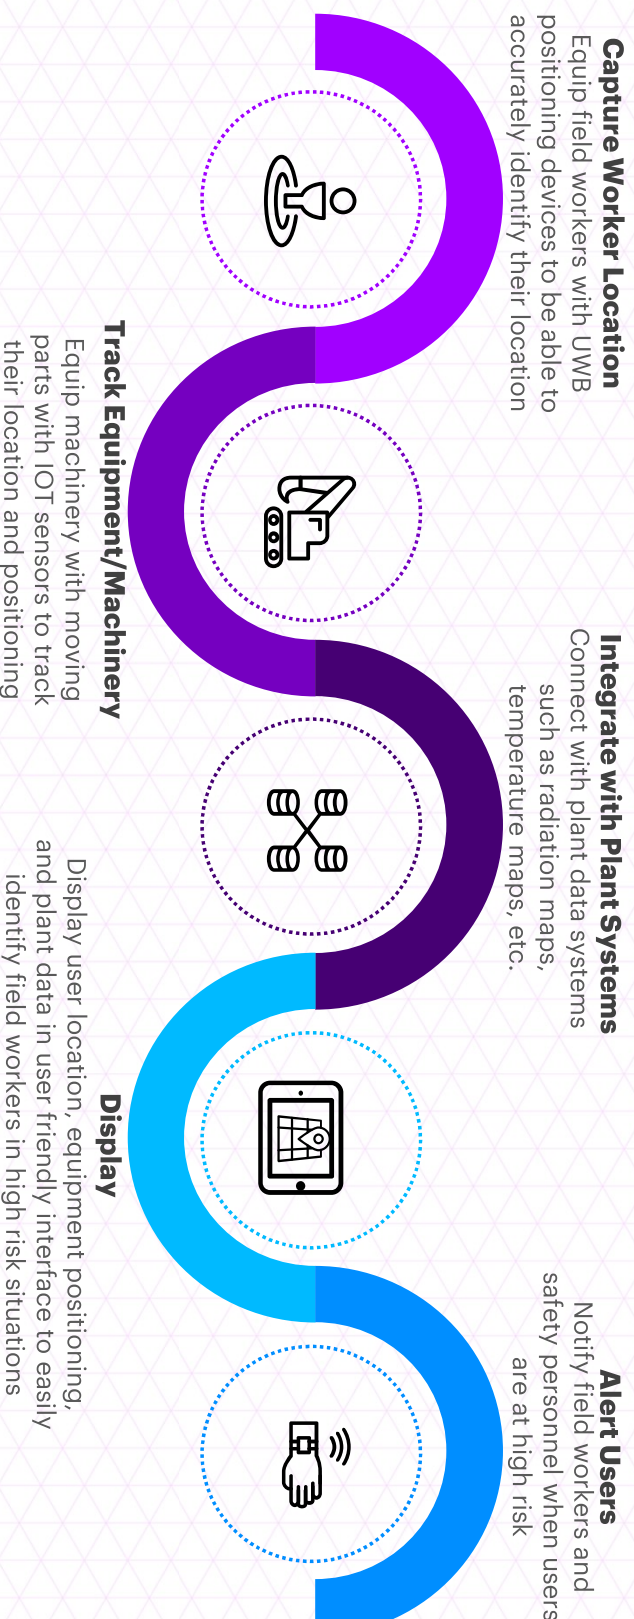 Capture Worker Location
Equip field workers with UWB
positioning devices to be able to
accurately identify their location
Track Equipment/Machinery
Equip machinery with moving
parts with IOT sensors to track
their location and positioning
Integrate with Plant Systems
Connect with plant data systems
such as radiation maps,
temperature maps, etc.
Display
Display user location, equipment positioning,
and plant data in user friendly interface to easily
identify field workers in high risk situations
Alert Users
Notify field workers and
safety personnel when users
are at high risk